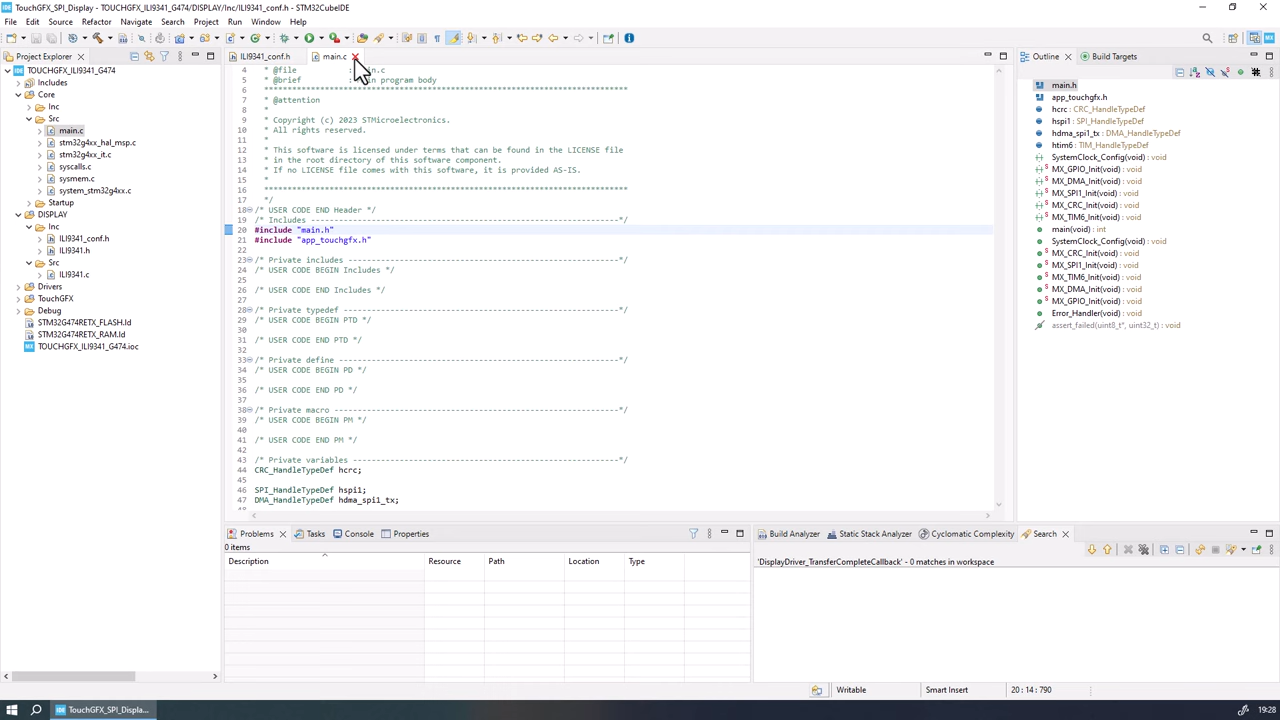 TouchGFX_SPI_Display - TOUCHGFX_ILI9341_G474/DISPLAY/Inc/ILI9341_conf.h - STM32CubeIDE
File Edit Source Refactor Navigate Search Project Run Window Help
Project Explorer
TOUCHGFX_ILI9341_G474
Includes
Core
Inc
Src
main.c
stm32g4xx_hal_msp.c
stm32g4xx_it.c
syscalls.c
sysmem.c
system_stm32g4xx.c
Startup
DISPLAY
Inc
ILI9341_conf.h
ILI9341.h
Src
ILI9341.c
Drivers
TouchGFX
Debug
STM32G474RETX_FLASH.ld
STM32G474RETX_RAM.ld
TOUCHGFX_ILI9341_G474.ioc
ILI9341_conf.h main.c
4 * @file : in.c
5 * @brief : Main program body
6 ******************************************************************************
7 * @attention
8 *
9 * Copyright (c) 2023 STMicroelectronics.
10 * All rights reserved.
11 *
12 * This software is licensed under terms that can be found in the LICENSE file
13 * in the root directory of this software component.
14 * If no LICENSE file comes with this software, it is provided AS-IS.
15 *
16 ******************************************************************************
17 */
18 /* USER CODE END Header */
19 /* Includes ------------------------------------------------------------------*/
20 #include "main.h"
21 #include "app_touchgfx.h"
22
23 /* Private includes ----------------------------------------------------------*/
24 /* USER CODE BEGIN Includes */
25
26 /* USER CODE END Includes */
27
28 /* Private typedef -----------------------------------------------------------*/
29 /* USER CODE BEGIN PTD */
30
31 /* USER CODE END PTD */
32
33 /* Private define ------------------------------------------------------------*/
34 /* USER CODE BEGIN PD */
35
36 /* USER CODE END PD */
37
38 /* Private macro -------------------------------------------------------------*/
39 /* USER CODE BEGIN PM */
40
41 /* USER CODE END PM */
42
43 /* Private variables ---------------------------------------------------------*/
44 CRC_HandleTypeDef hcrc;
45
46 SPI_HandleTypeDef hspi1;
47 DMA_HandleTypeDef hdma_spi1_tx;
Outline Build Targets
main.h
app_touchgfx.h
hcrc : CRC_HandleTypeDef
hspi1 : SPI_HandleTypeDef
hdma_spi1_tx : DMA_HandleTypeDef
htim6 : TIM_HandleTypeDef
SystemClock_Config(void) : void
MX_GPIO_Init(void) : void
MX_DMA_Init(void) : void
MX_SPI1_Init(void) : void
MX_CRC_Init(void) : void
MX_TIM6_Init(void) : void
main(void) : int
SystemClock_Config(void) : void
MX_CRC_Init(void) : void
MX_SPI1_Init(void) : void
MX_TIM6_Init(void) : void
MX_DMA_Init(void) : void
MX_GPIO_Init(void) : void
Error_Handler(void) : void
assert_failed(uint8_t*, uint32_t) : void
Problems Tasks Console Properties
0 items
Description Resource Path Location Type
Build Analyzer Static Stack Analyzer Cyclomatic Complexity Search
'DisplayDriver_TransferCompleteCallback' - 0 matches in workspace
Writable Smart Insert 20 : 14 : 790
TouchGFX_SPI_Displa... 19:28